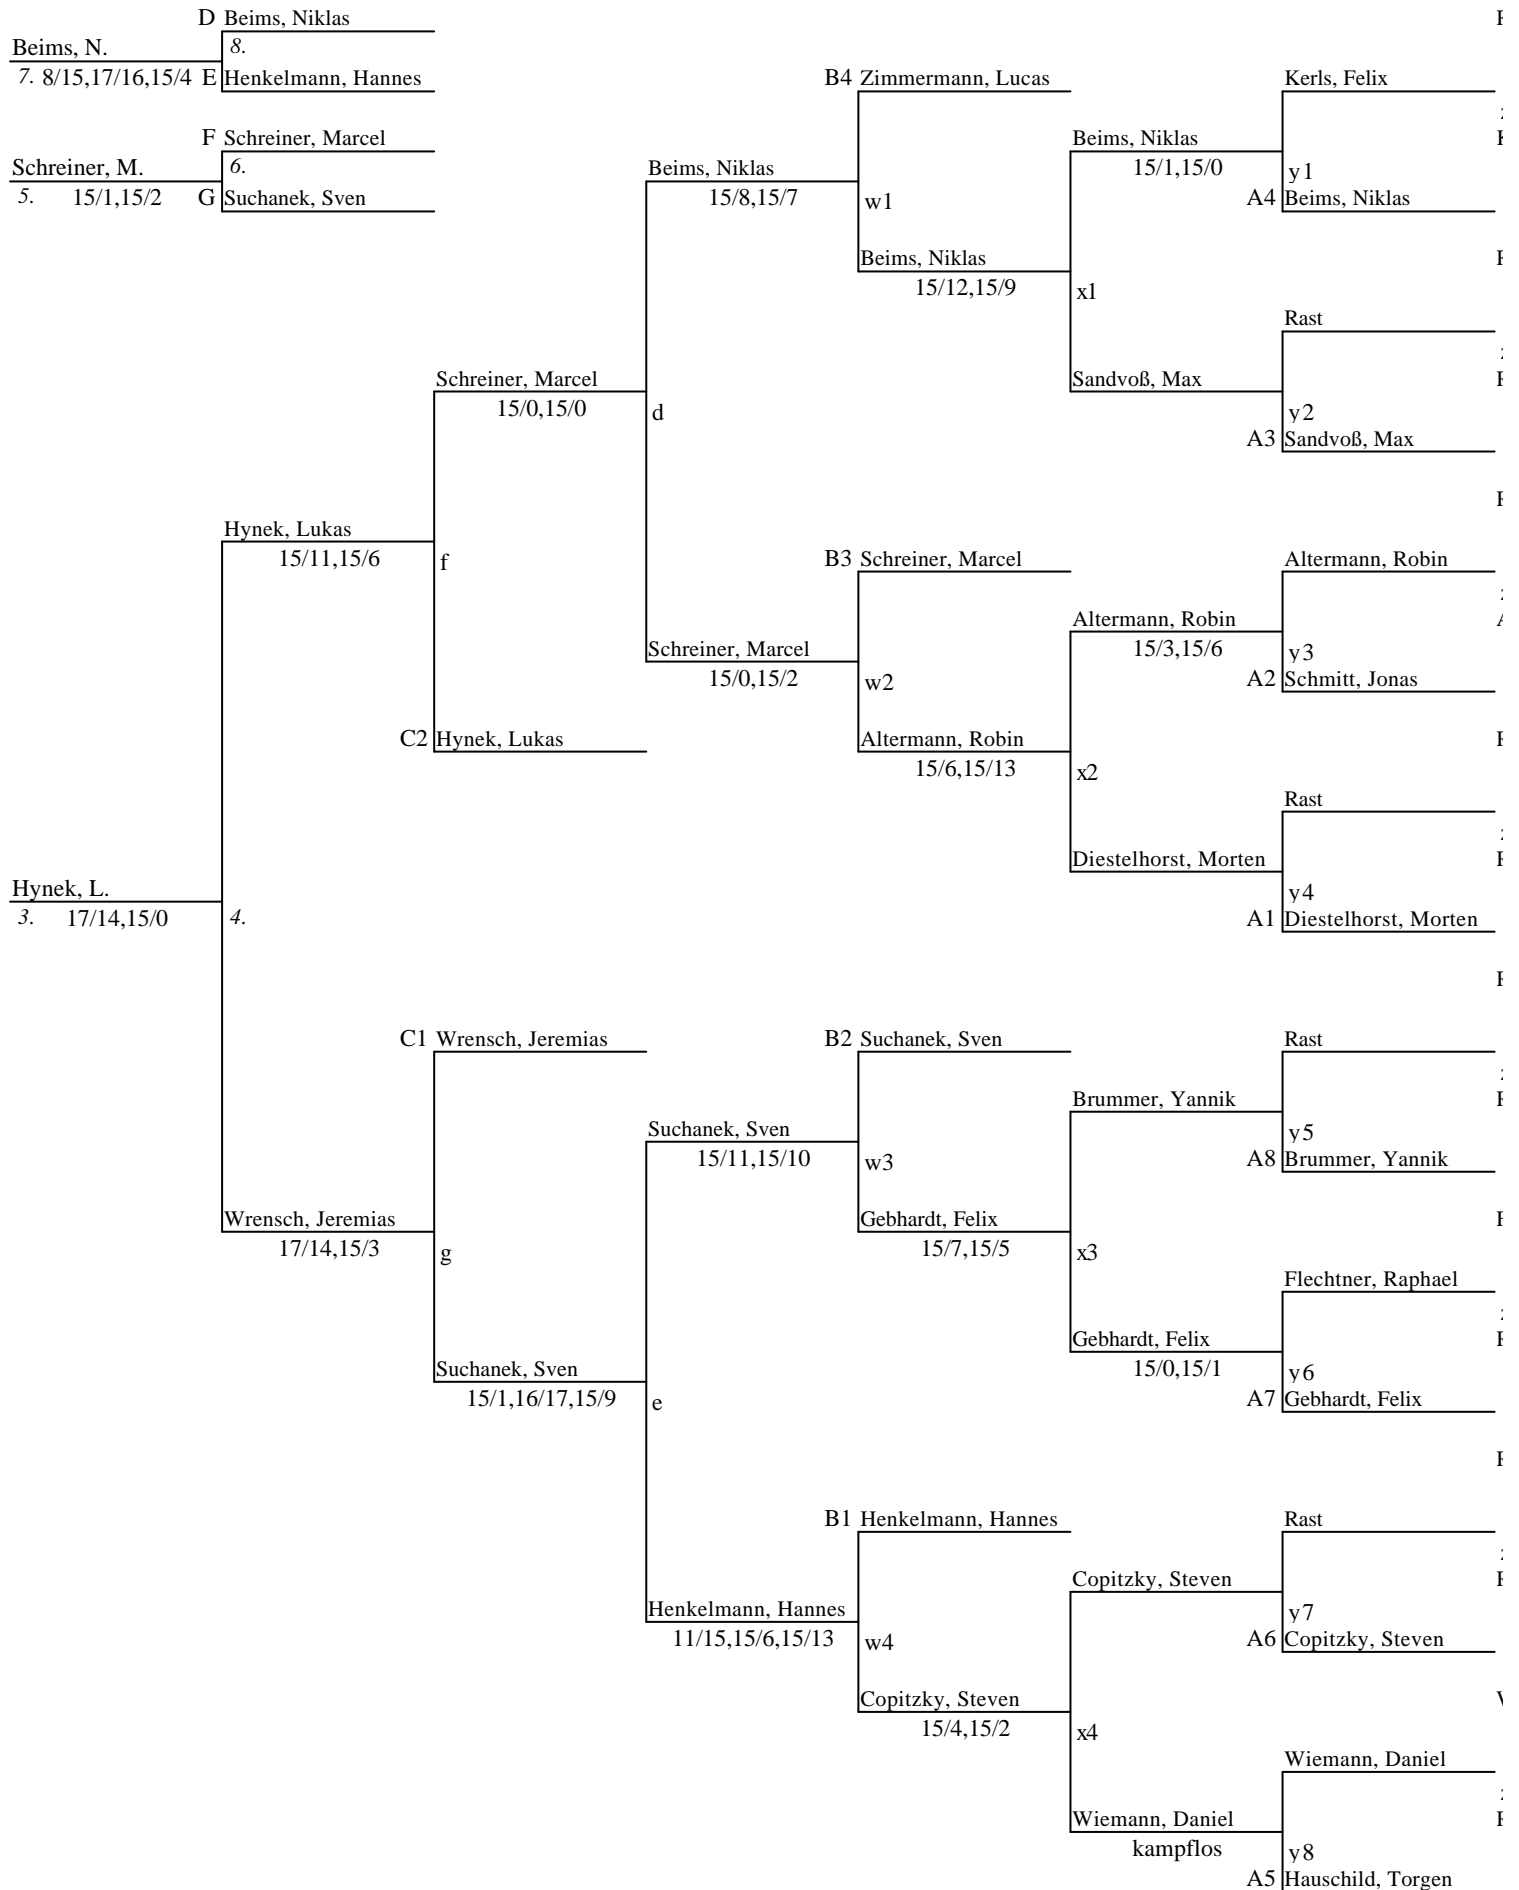 D Beims, Niklas
Beims, N.
8.
7. 8/15,17/16,15/4 E Henkelmann, Hannes
B4 Zimmermann, Lucas
Kerls, Felix
F Schreiner, Marcel
Beims, Niklas
Schreiner, M.
6.
Beims, Niklas
15/1,15/0
y1
5. 15/1,15/2 G Suchanek, Sven
15/8,15/7
w1
A4 Beims, Niklas
Beims, Niklas
15/12,15/9
x1
Rast
Schreiner, Marcel
Sandvoß, Max
15/0,15/0
d
y2
A3 Sandvoß, Max
Hynek, Lukas
15/11,15/6
f
B3 Schreiner, Marcel
Altermann, Robin
Altermann, Robin
Schreiner, Marcel
15/3,15/6
y3
15/0,15/2
w2
A2 Schmitt, Jonas
C2 Hynek, Lukas
Altermann, Robin
15/6,15/13
x2
Rast
Diestelhorst, Morten
Hynek, L.
y4
3. 17/14,15/0
4.
A1 Diestelhorst, Morten
C1 Wrensch, Jeremias
B2 Suchanek, Sven
Rast
Brummer, Yannik
Suchanek, Sven
y5
15/11,15/10
w3
A8 Brummer, Yannik
Wrensch, Jeremias
Gebhardt, Felix
17/14,15/3
g
15/7,15/5
x3
Flechtner, Raphael
Gebhardt, Felix
Suchanek, Sven
15/0,15/1
y6
15/1,16/17,15/9
e
A7 Gebhardt, Felix
B1 Henkelmann, Hannes
Rast
Copitzky, Steven
Henkelmann, Hannes
y7
11/15,15/6,15/13
w4
A6 Copitzky, Steven
Copitzky, Steven
15/4,15/2
x4
Wiemann, Daniel
Wiemann, Daniel
kampflos
y8
A5 Hauschild, Torgen